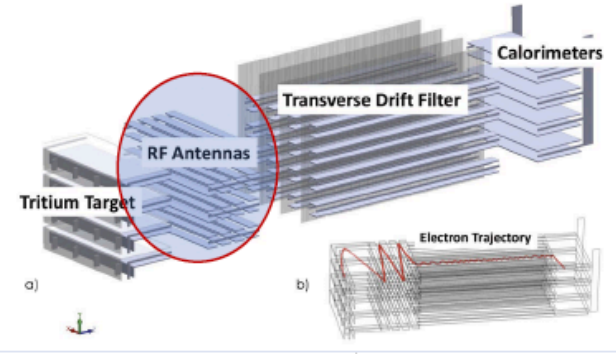 Calorimeters
Transverse Drift Filter
RF Antennas
Tritium Target
Electron Trajectory
a)
b)